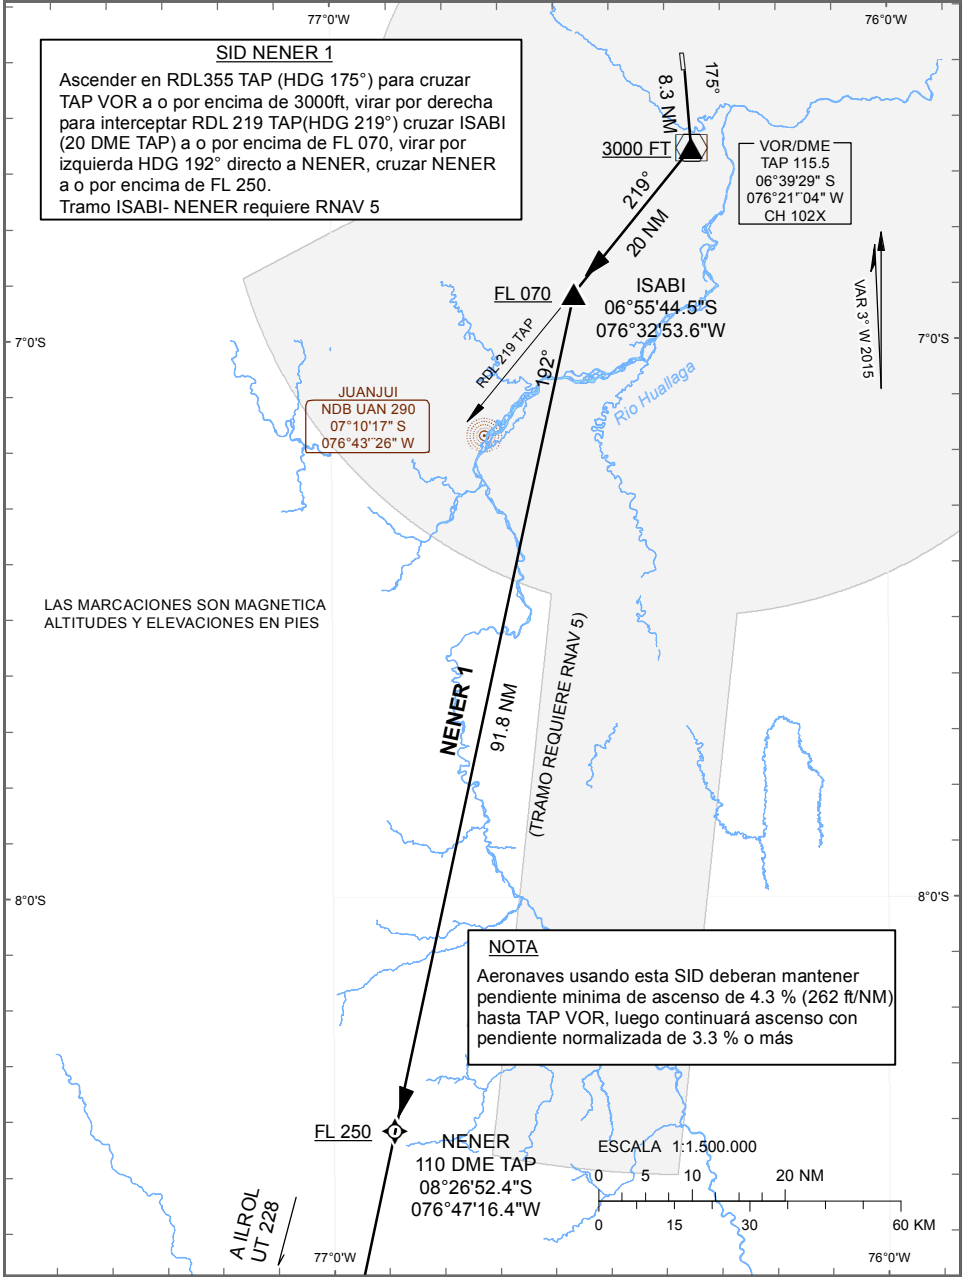 77°0'W
76°0'W
SID NENER 1
Ascender en RDL355 TAP (HDG 175°) para cruzar
TAP VOR a o por encima de 3000ft, virar por derecha
para interceptar RDL 219 TAP(HDG 219°) cruzar ISABI
(20 DME TAP) a o por encima de FL 070, virar por
izquierda HDG 192° directo a NENER, cruzar NENER
a o por encima de FL 250.
Tramo ISABI- NENER requiere RNAV 5
175°
8.3 NM
3000 FT
VOR/DME
TAP 115.5
06°39'29" S
076°21'¨04" W
CH 102X
219°
20 NM
VAR 3° W 2015
FL 070
ISABI
06°55'44.5"S
076°32'53.6"W
7°0'S
7°0'S
RDL 219 TAP
192°
Rio Huallaga
JUANJUI
NDB UAN 290
07°10'17" S
076°43'¨26" W
LAS MARCACIONES SON MAGNETICA
ALTITUDES Y ELEVACIONES EN PIES
NENER 1
91.8 NM
(TRAMO REQUIERE RNAV 5)
8°0'S
8°0'S
NOTA
Aeronaves usando esta SID deberan mantener
pendiente minima de ascenso de 4.3 % (262 ft/NM)
hasta TAP VOR, luego continuará ascenso con
pendiente normalizada de 3.3 % o más
FL 250
NENER
110 DME TAP
08°26'52.4"S
076°47'16.4"W
ESCALA 1:1.500.000
0 5 10 20 NM
0 15 30 60 KM
A ILROL
UT 228
77°0'W
76°0'W